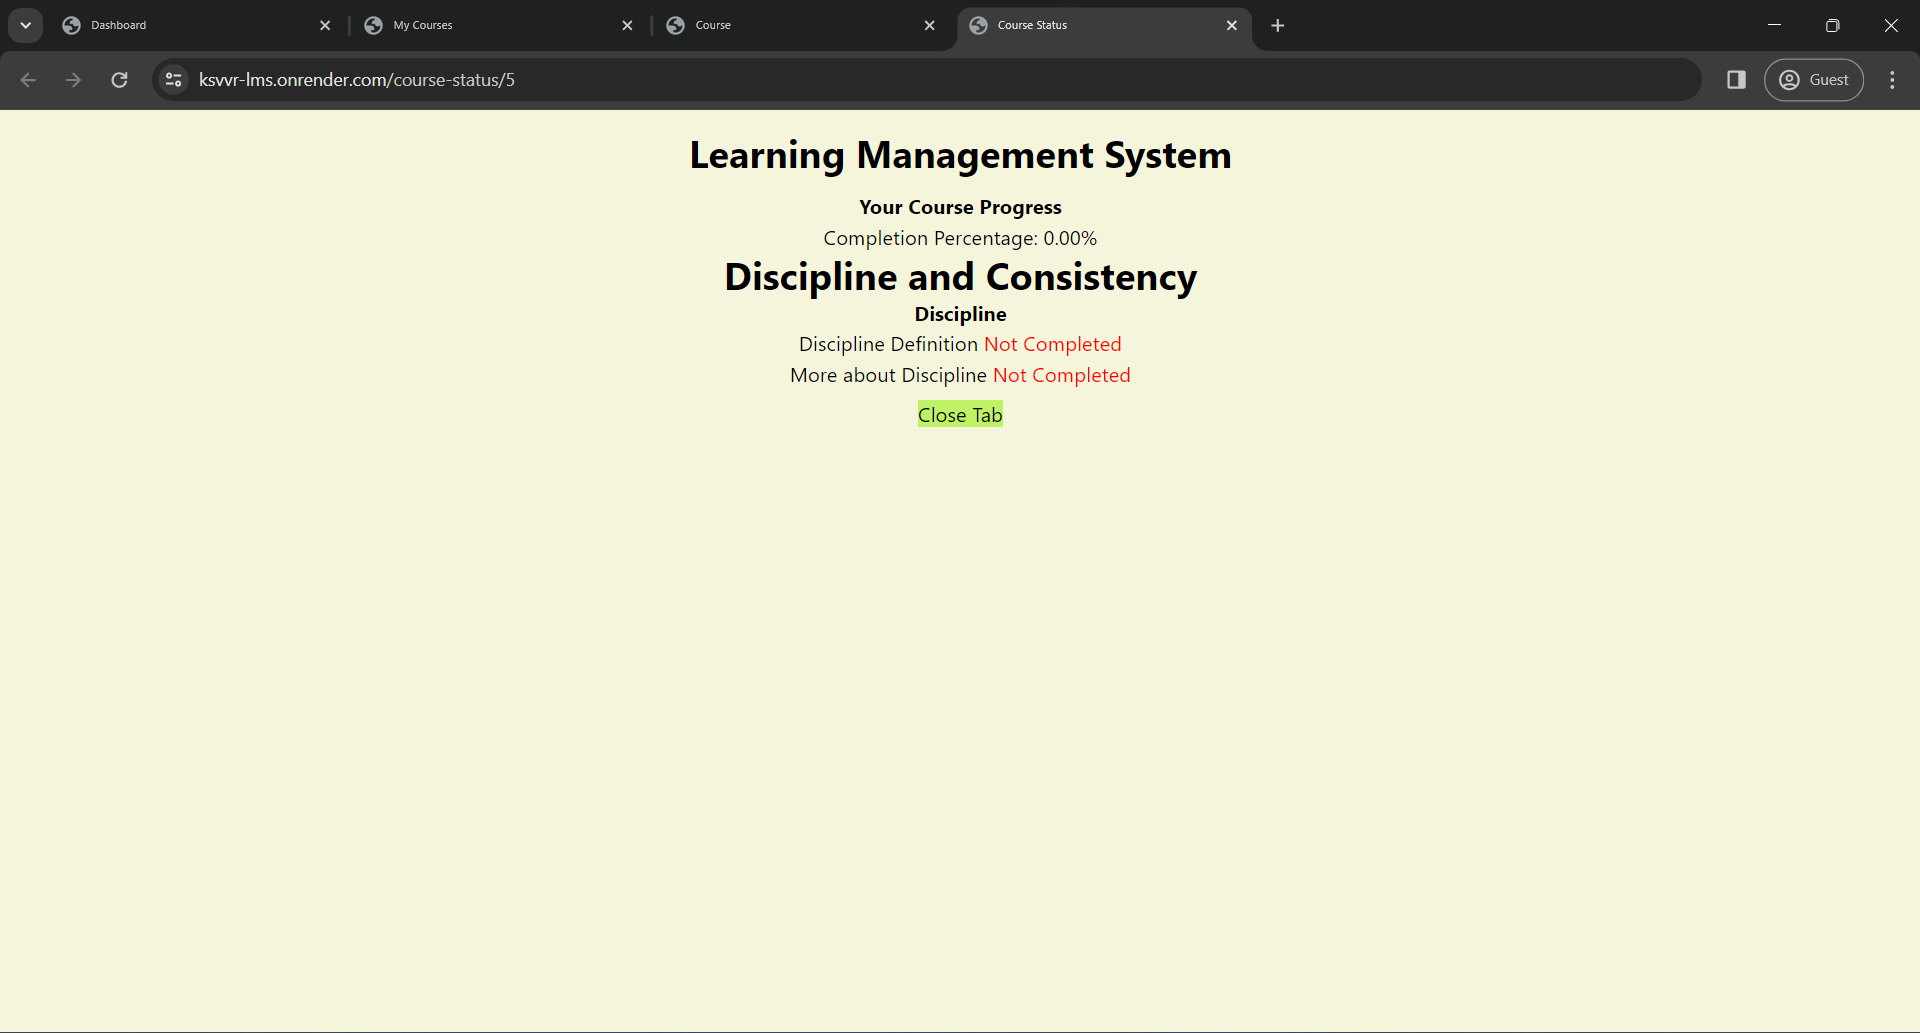 Dashboard
My Courses
Course
Course Status
ksvvr-lms.onrender.com/course-status/5
Guest
Learning Management System
Your Course Progress
Completion Percentage: 0.00%
Discipline and Consistency
Discipline
Discipline Definition Not Completed
More about Discipline Not Completed
Close Tab